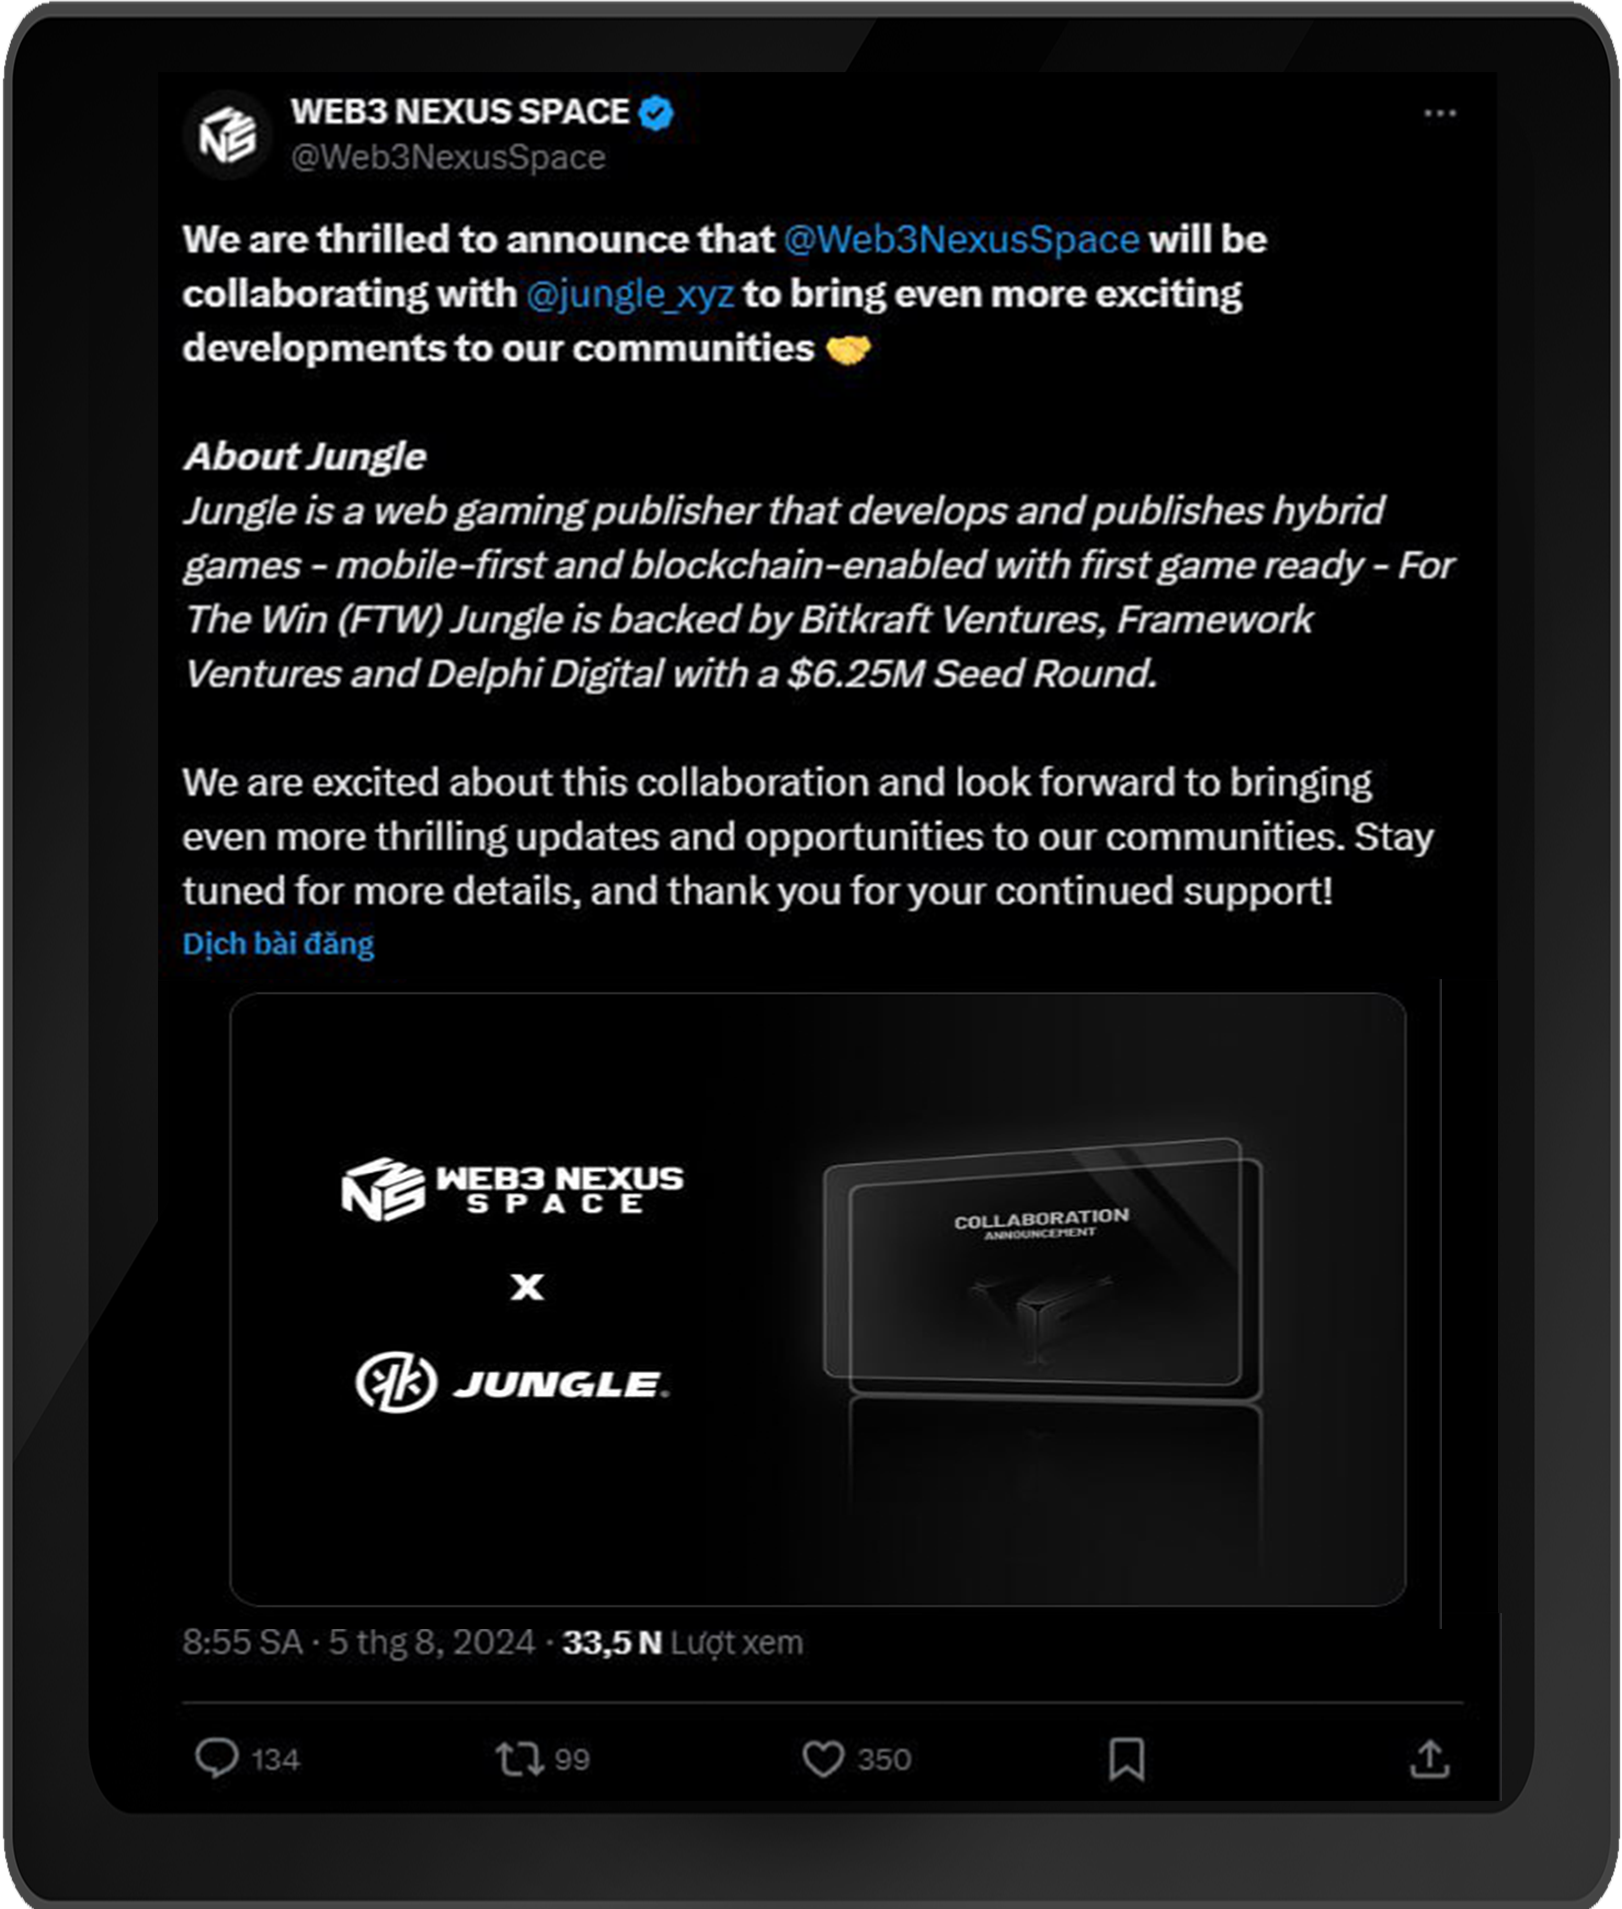 WEB3 NEXUS SPACE
@Web3NexusSpace
We are thrilled to announce that @Web3NexusSpace will be
collaborating with @jungle_xyz to bring even more exciting
developments to our communities 🤝
About Jungle
Jungle is a web gaming publisher that develops and publishes hybrid
games - mobile-first and blockchain-enabled with first game ready - For
The Win (FTW) Jungle is backed by Bitkraft Ventures, Framework
Ventures and Delphi Digital with a $6.25M Seed Round.
We are excited about this collaboration and look forward to bringing
even more thrilling updates and opportunities to our communities. Stay
tuned for more details, and thank you for your continued support!
Dịch bài đăng
WEB3 NEXUS
SPACE
X
JUNGLE.
COLLABORATION
ANNOUNCEMENT
8:55 SA · 5 thg 8, 2024 · 33,5 N Lượt xem
134 99 350